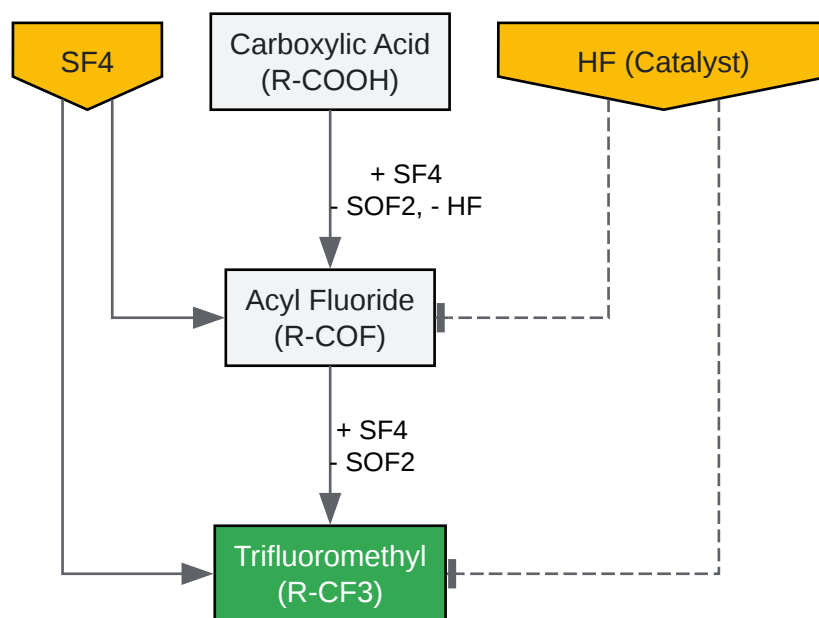 SF4
Carboxylic Acid
(R-COOH)
HF (Catalyst)
+ SF4
- SOF2, - HF
Acyl Fluoride
(R-COF)
+ SF4
- SOF2
Trifluoromethyl
(R-CF3)